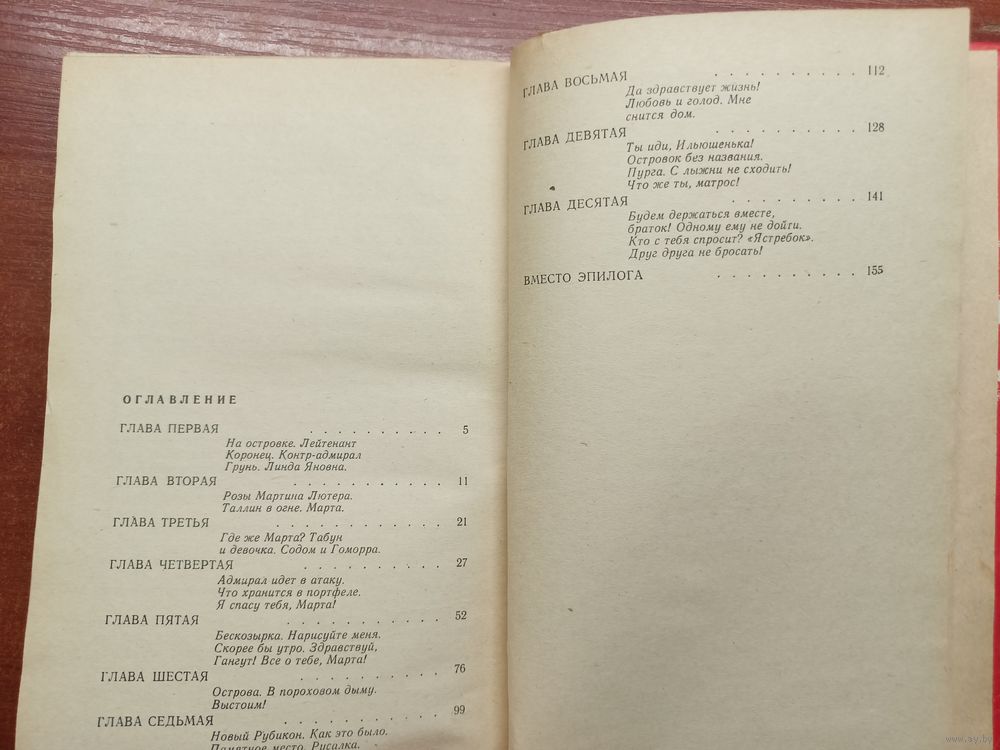 ОГЛАВЛЕНИЕ
ГЛАВА ПЕРВАЯ . . . . . . . . . . 5
На островке. Лейтенант
Коронец. Контр-адмирал
Грунь. Линда Яновна.
ГЛАВА ВТОРАЯ . . . . . . . . . . 11
Розы Мартина Лютера.
Таллин в огне. Марта.
ГЛАВА ТРЕТЬЯ . . . . . . . . . . 21
Где же Марта? Табун
и девочка. Содом и Гоморра.
ГЛАВА ЧЕТВЕРТАЯ . . . . . . . . . . 27
Адмирал идет в атаку.
Что хранится в портфеле.
Я спасу тебя, Марта!
ГЛАВА ПЯТАЯ . . . . . . . . . . 52
Бескозырка. Нарисуйте меня.
Скорее бы утро. Здравствуй,
Гангут! Все о тебе, Марта!
ГЛАВА ШЕСТАЯ . . . . . . . . . . 76
Острова. В пороховом дыму.
Выстоим!
ГЛАВА СЕДЬМАЯ . . . . . . . . . . 99
Новый Рубикон. Как это было.
Памятное место. Русалка.
ГЛАВА ВОСЬМАЯ . . . . . . . . . . 112
Да здравствует жизнь!
Любовь и голод. Мне
снится дом.
ГЛАВА ДЕВЯТАЯ . . . . . . . . . . 128
Ты иди, Ильюшенька!
Островок без названия.
Пурга. С лыжни не сходить!
Что же ты, матрос!
ГЛАВА ДЕСЯТАЯ . . . . . . . . . . 141
Будем держаться вместе,
браток! Одному ему не дойти.
Кто с тебя спросит? «Ястребок».
Друг друга не бросать!
ВМЕСТО ЭПИЛОГА . . . . . . . . . . 155
www.ay.by